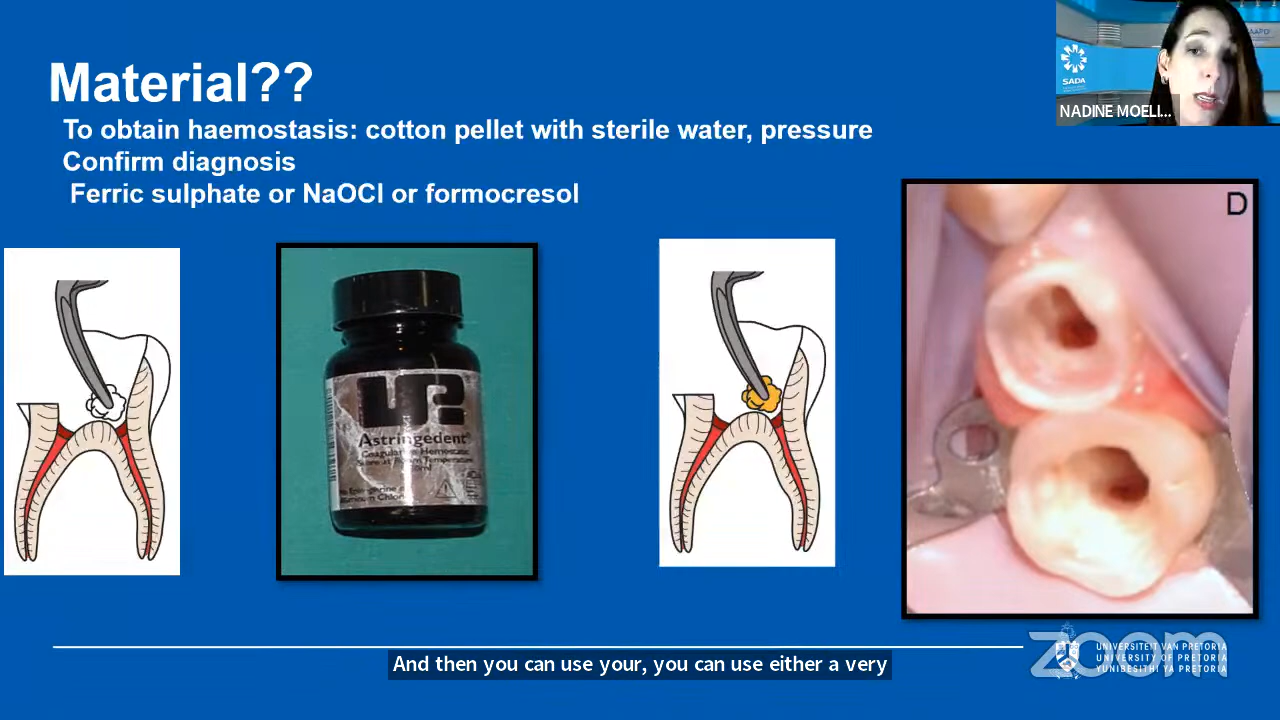 Material??
To obtain haemostasis: cotton pellet with sterile water, pressure
Confirm diagnosis
Ferric sulphate or NaOCl or formocresol
SADA
NADINE MOELI...
D
UP
Astringedent
zoom
UNIVERSITEIT VAN PRETORIA
UNIVERSITY OF PRETORIA
YUNIBESITHI YA PRETORIA
And then you can use your, you can use either a very